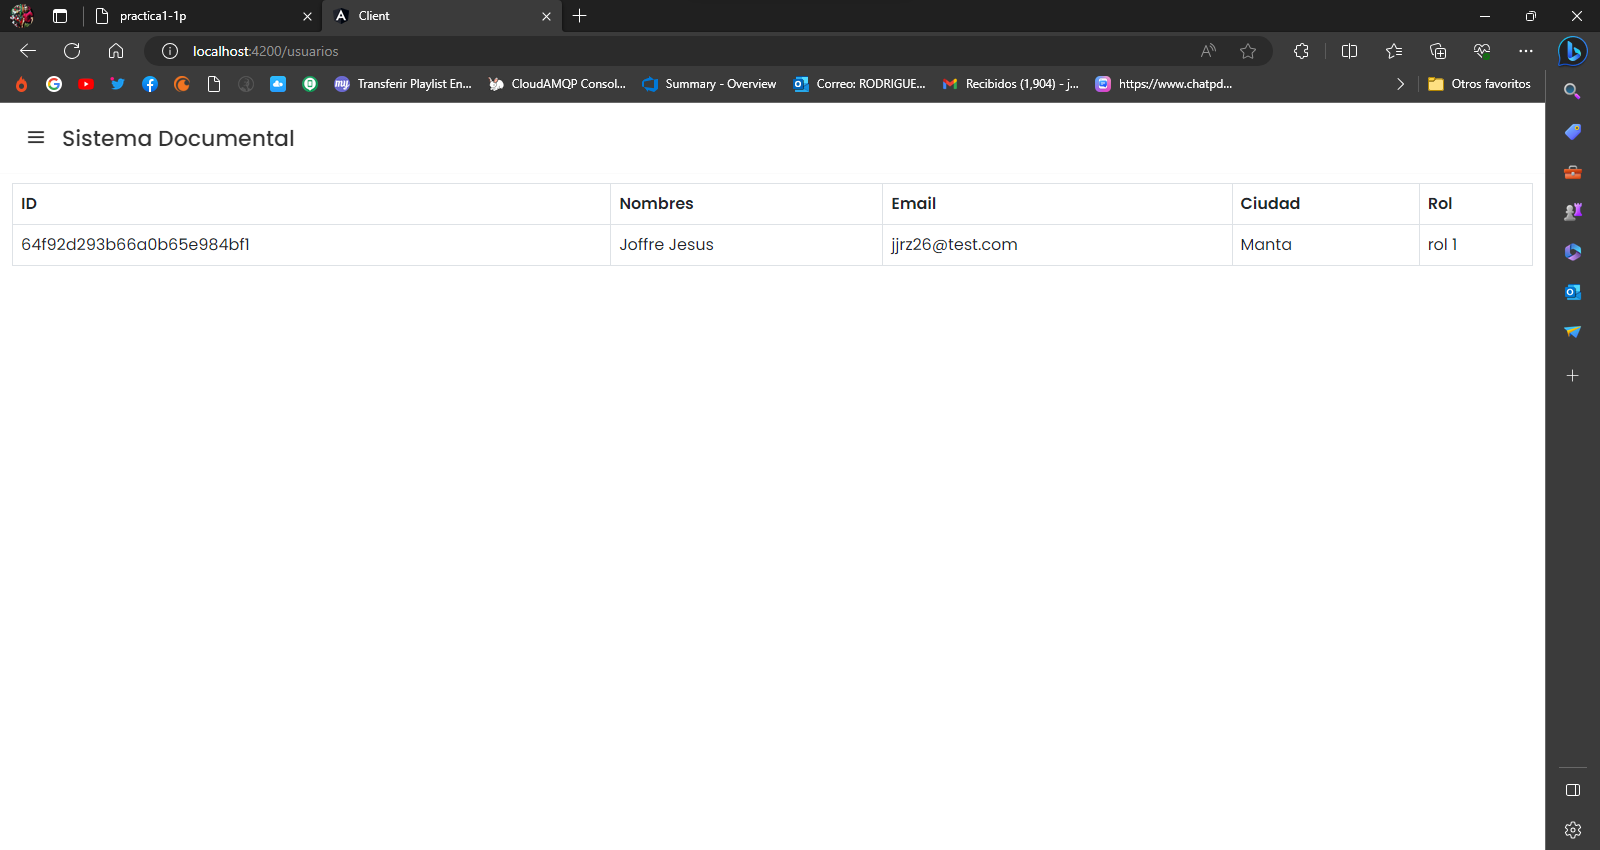 practica1-1p
Client
localhost:4200/usuarios
Transferir Playlist En...
CloudAMQP Consol...
Summary - Overview
Correo: RODRIGUE...
Recibidos (1,904) - j...
https://www.chatpd...
Otros favoritos
Sistema Documental
ID Nombres Email Ciudad Rol
64f92d293b66a0b65e984bf1 Joffre Jesus jjrz26@test.com Manta rol 1